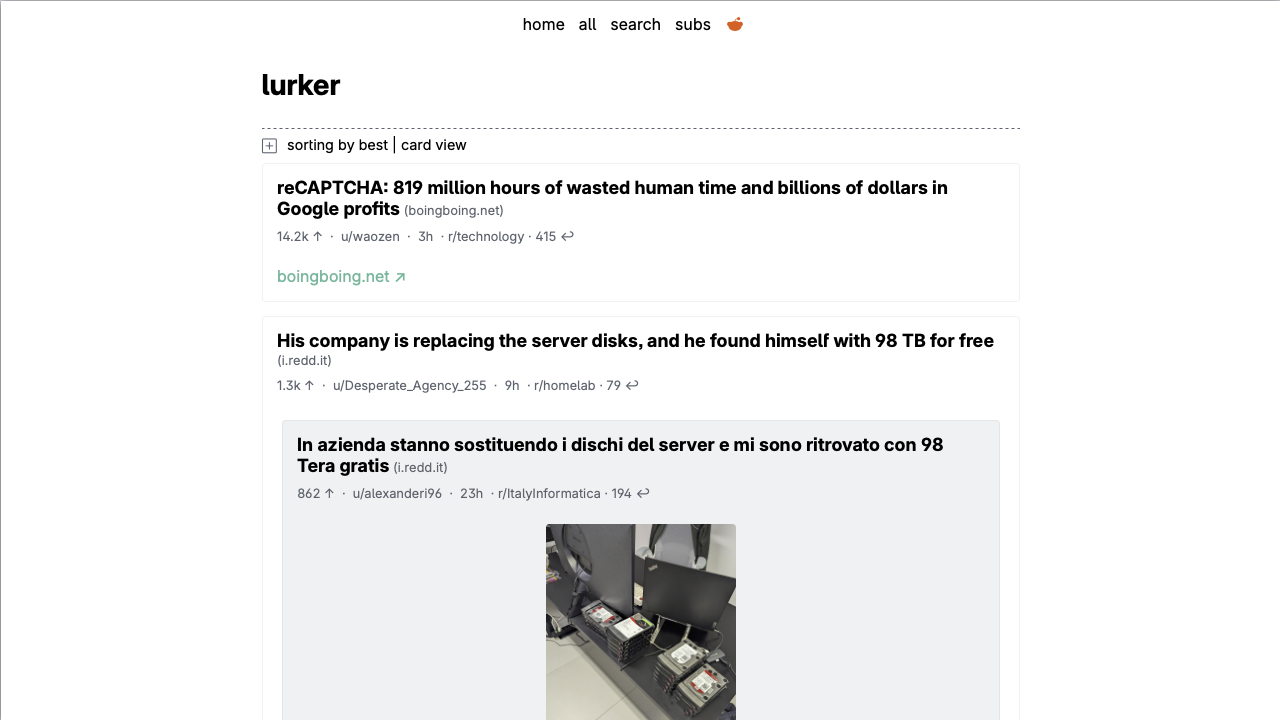 home all search subs
lurker
sorting by best | card view
reCAPTCHA: 819 million hours of wasted human time and billions of dollars in
Google profits (boingboing.net)
14.2k ↑ · u/waozen · 3h · r/technology · 415 ↩
boingboing.net ↗
His company is replacing the server disks, and he found himself with 98 TB for free
(i.redd.it)
1.3k ↑ · u/Desperate_Agency_255 · 9h · r/homelab · 79 ↩
In azienda stanno sostituendo i dischi del server e mi sono ritrovato con 98
Tera gratis (i.redd.it)
862 ↑ · u/alexanderi96 · 23h · r/ItalyInformatica · 194 ↩